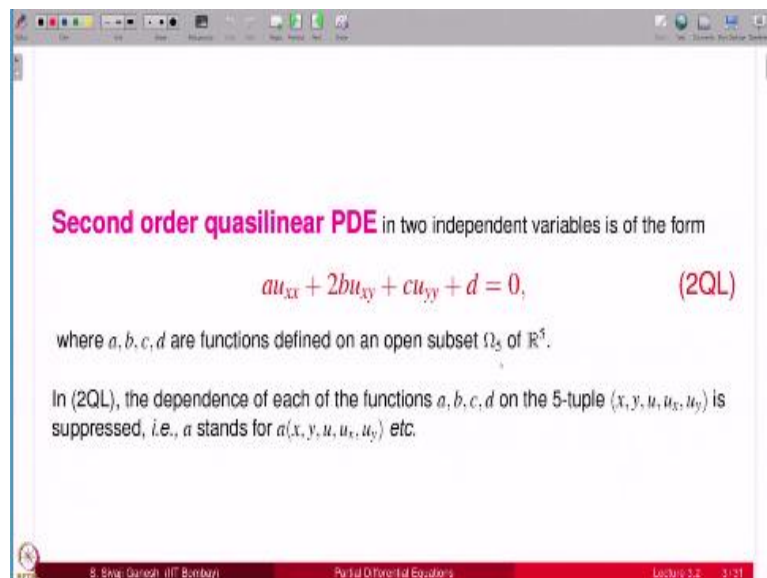 Second order quasilinear PDE in two independent variables is of the form
au_{xx} + 2bu_{xy} + cu_{yy} + d = 0, (2QL)
where a, b, c, d are functions defined on an open subset Ω_5 of ℝ^5.
In (2QL), the dependence of each of the functions a, b, c, d on the 5-tuple (x, y, u, u_x, u_y) is
suppressed, i.e., a stands for a(x, y, u, u_x, u_y) etc.
S. Sivaji Ganesh (IIT Bombay) Partial Differential Equations Lecture 3.2 3/31